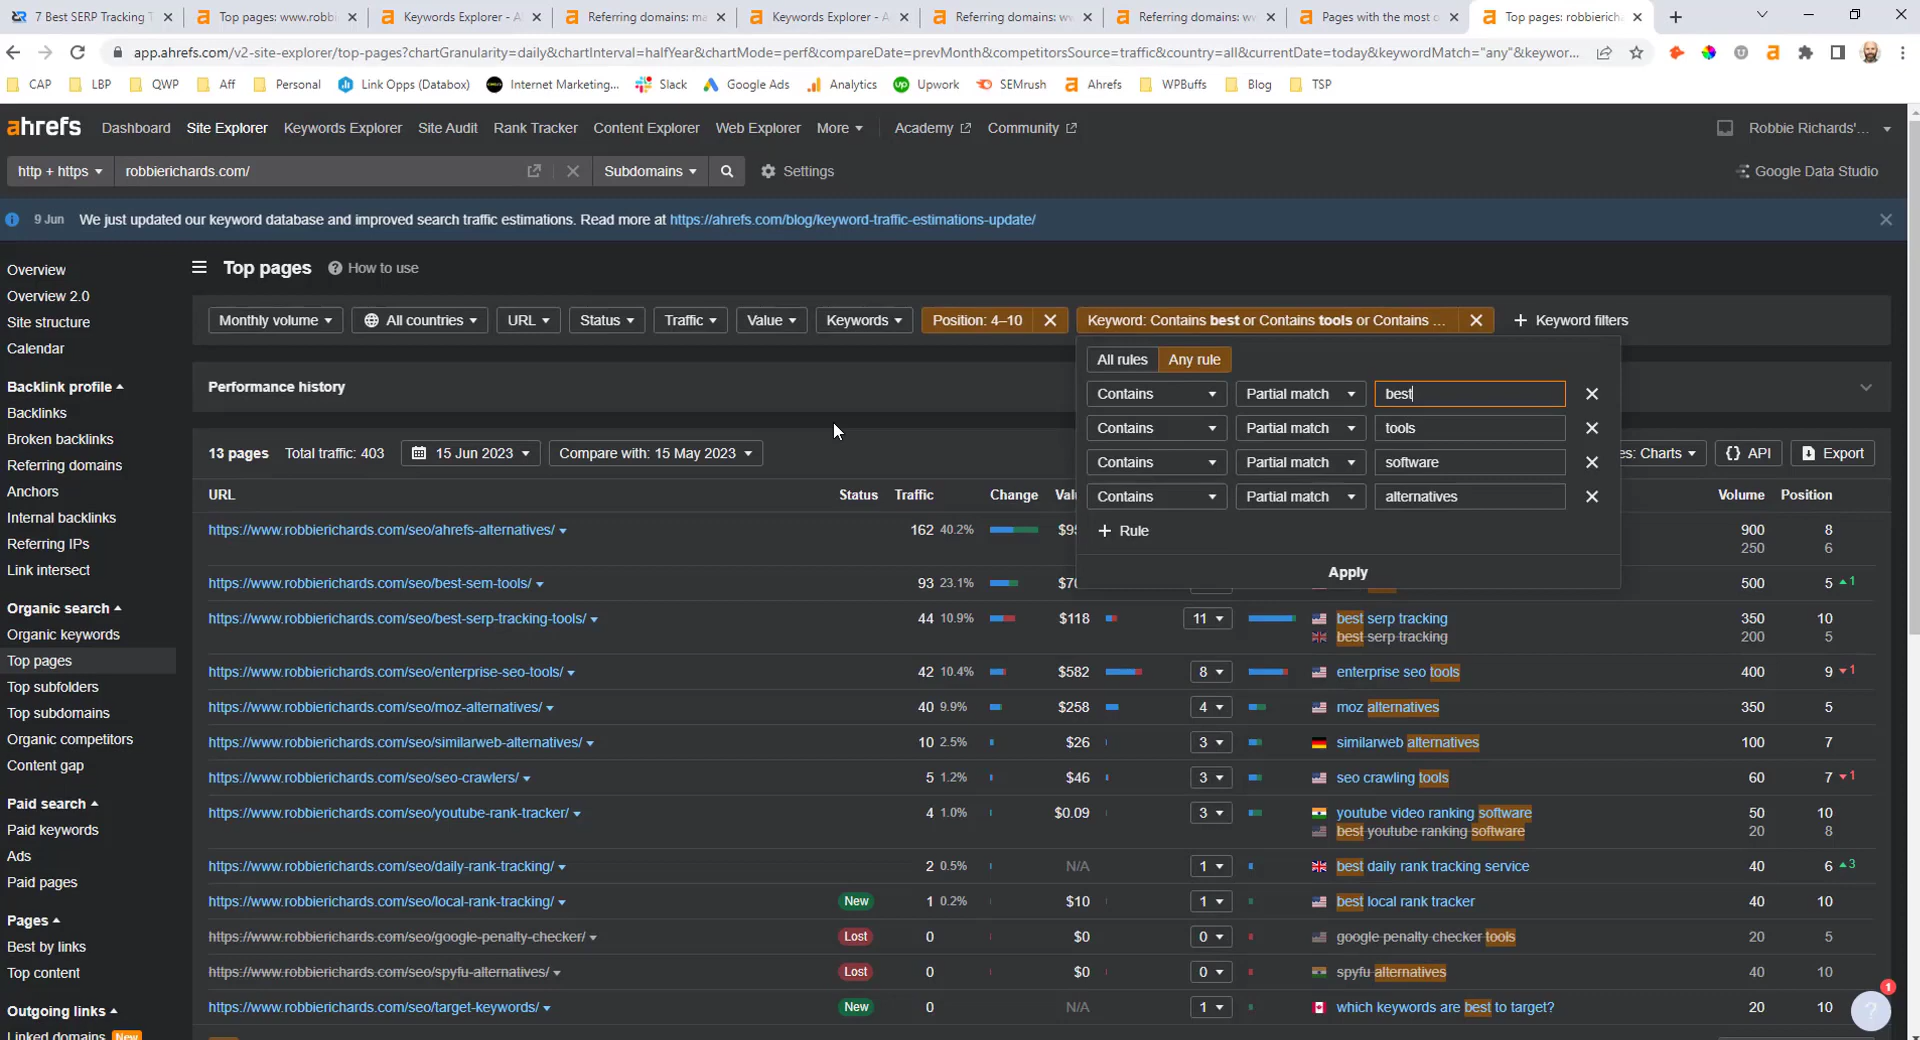 7 Best SERP Tracking T
Top pages: www.robbi
Keywords Explorer - A
Referring domains: ma
Keywords Explorer - A
Referring domains: w
Referring domains: w
Pages with the most o
Top pages: robbierich
app.ahrefs.com/v2-site-explorer/top-pages?chartGranularity=daily&chartInterval=halfYear&chartMode=perf&compareDate=prevMonth&competitorsSource=traffic&country=all&currentDate=today&keywordMatch="any"&keywor...
CAP LBP QWP Aff Personal Link Opps (Databox) Internet Marketing... Slack Google Ads Analytics Upwork SEMrush Ahrefs WPBuffs Blog TSP
ahrefs Dashboard Site Explorer Keywords Explorer Site Audit Rank Tracker Content Explorer Web Explorer More Academy Community Robbie Richards'...
http + https robbierichards.com/ Subdomains Settings Google Data Studio
9 Jun We just updated our keyword database and improved search traffic estimations. Read more at https://ahrefs.com/blog/keyword-traffic-estimations-update/
Overview
Overview 2.0
Site structure
Calendar
Backlink profile
Backlinks
Broken backlinks
Referring domains
Anchors
Internal backlinks
Referring IPs
Link intersect
Organic search
Organic keywords
Top pages
Top subfolders
Top subdomains
Organic competitors
Content gap
Paid search
Paid keywords
Ads
Paid pages
Pages
Best by links
Top content
Outgoing links
Linked domains New
Top pages How to use
Monthly volume All countries URL Status Traffic Value Keywords Position: 4–10 Keyword: Contains best or Contains tools or Contains ... + Keyword filters
Performance history
All rules Any rule
Contains Partial match best
Contains Partial match tools
Contains Partial match software
Contains Partial match alternatives
+ Rule
Apply
13 pages Total traffic: 403 15 Jun 2023 Compare with: 15 May 2023 es: Charts {} API Export
URL Status Traffic Change Valu Volume Position
https://www.robbierichards.com/seo/ahrefs-alternatives/ 162 40.2% $95 900 8
250 6
https://www.robbierichards.com/seo/best-sem-tools/ 93 23.1% $70 500 5 1
https://www.robbierichards.com/seo/best-serp-tracking-tools/ 44 10.9% $118 11 best serp tracking 350 10
best serp tracking 200 5
https://www.robbierichards.com/seo/enterprise-seo-tools/ 42 10.4% $582 8 enterprise seo tools 400 9 1
https://www.robbierichards.com/seo/moz-alternatives/ 40 9.9% $258 4 moz alternatives 350 5
https://www.robbierichards.com/seo/similarweb-alternatives/ 10 2.5% $26 3 similarweb alternatives 100 7
https://www.robbierichards.com/seo/seo-crawlers/ 5 1.2% $46 3 seo crawling tools 60 7 1
https://www.robbierichards.com/seo/youtube-rank-tracker/ 4 1.0% $0.09 3 youtube video ranking software 50 10
best youtube ranking software 20 8
https://www.robbierichards.com/seo/daily-rank-tracking/ 2 0.5% N/A 1 best daily rank tracking service 40 6 3
https://www.robbierichards.com/seo/local-rank-tracking/ New 1 0.2% $10 1 best local rank tracker 40 10
https://www.robbierichards.com/seo/google-penalty-checker/ Lost 0 $0 0 google penalty checker tools 20 5
https://www.robbierichards.com/seo/spyfu-alternatives/ Lost 0 $0 0 spyfu alternatives 40 10
https://www.robbierichards.com/seo/target-keywords/ New 0 N/A 1 which keywords are best to target? 20 10
? 1